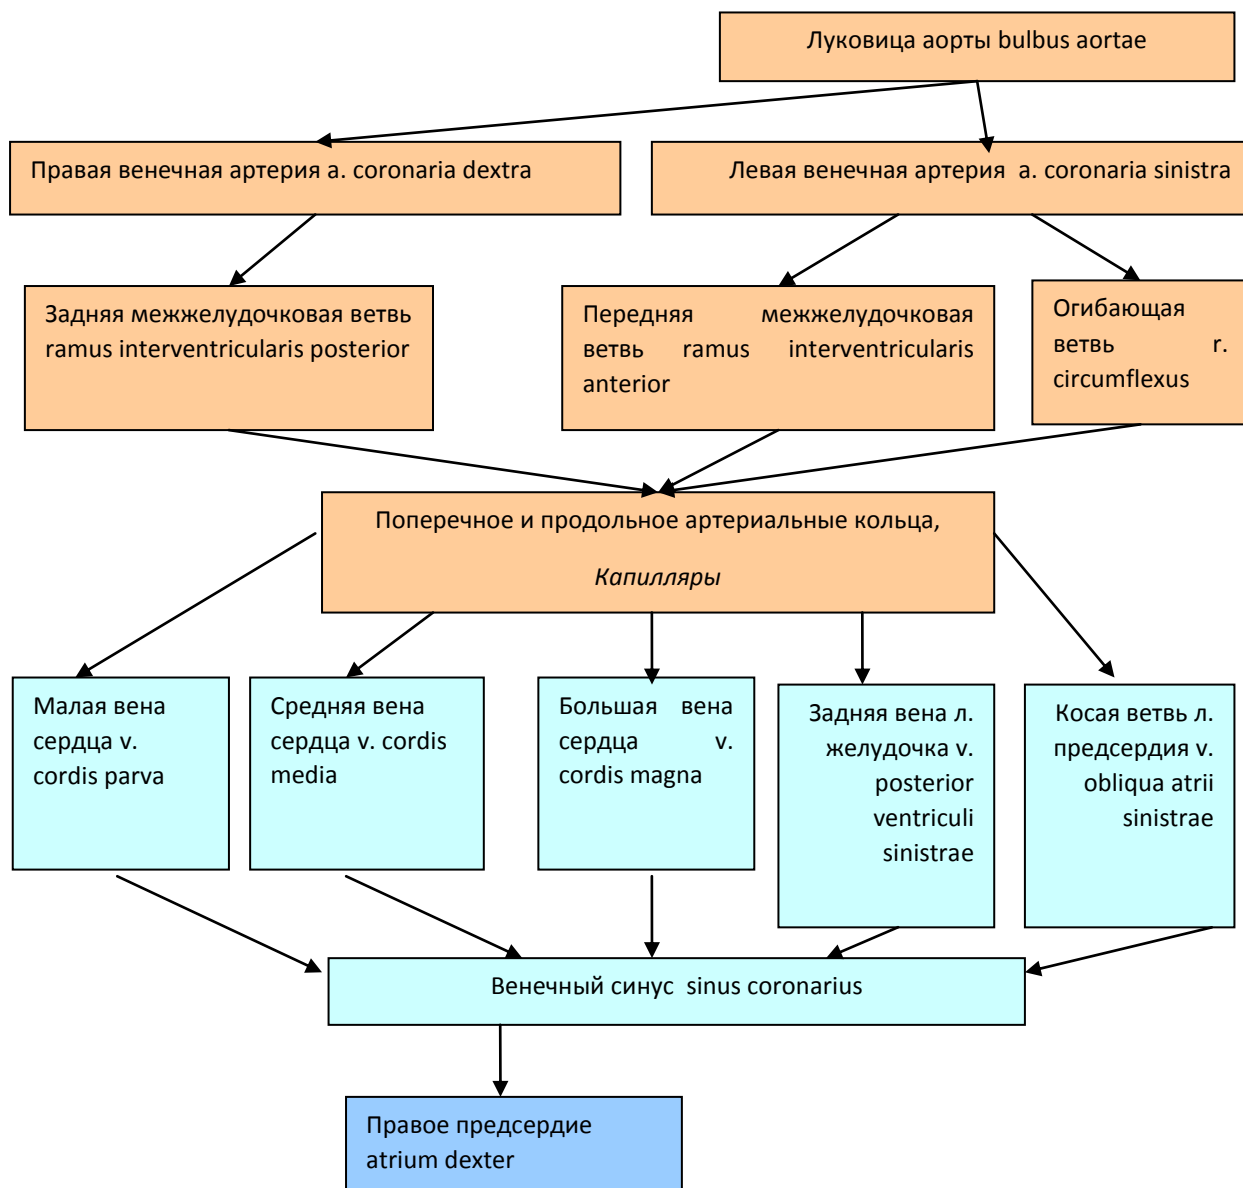 Луковица аорты bulbus aortae
Правая венечная артерия a. coronaria dextra
Левая венечная артерия a. coronaria sinistra
Задняя межжелудочковая ветвь
ramus interventricularis posterior
Передняя межжелудочковая
ветвь ramus interventricularis
anterior
Огибающая
ветвь r.
circumflexus
Поперечное и продольное артериальные кольца,
Капилляры
Малая вена
сердца v.
cordis parva
Средняя вена
сердца v. cordis
media
Большая вена
сердца v.
cordis magna
Задняя вена л.
желудочка v.
posterior
ventriculi
sinistrae
Косая ветвь л.
предсердия v.
obliqua atrii
sinistrae
Венечный синус sinus coronarius
Правое предсердие
atrium dexter